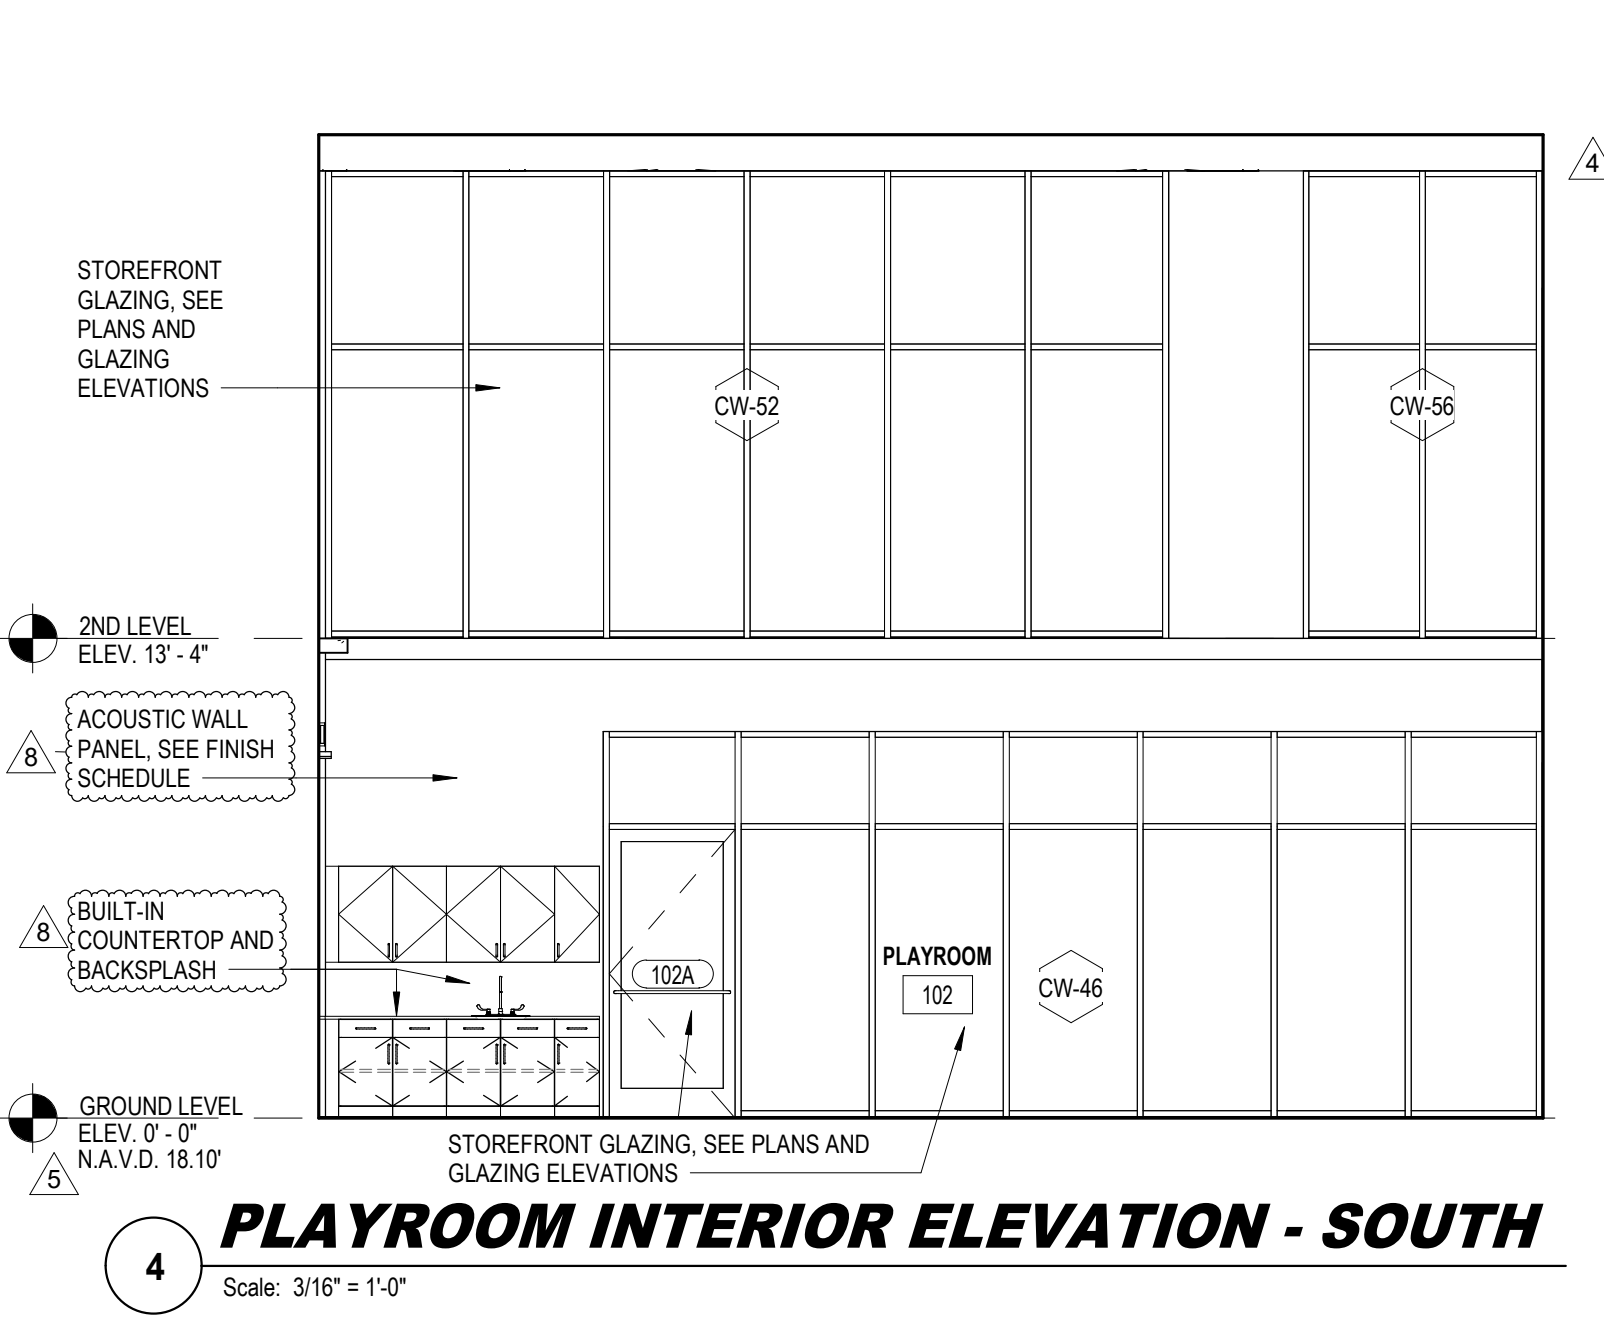 4
STOREFRONT
GLAZING, SEE
PLANS AND
GLAZING
ELEVATIONS
CW-52
CW-56
2ND LEVEL
ELEV. 13' - 4"
ACOUSTIC WALL
PANEL, SEE FINISH
SCHEDULE
8
BUILT-IN
COUNTERTOP AND
BACKSPLASH
8
102A
PLAYROOM
102
CW-46
GROUND LEVEL
ELEV. 0' - 0"
N.A.V.D. 18.10'
5
STOREFRONT GLAZING, SEE PLANS AND
GLAZING ELEVATIONS
4
PLAYROOM INTERIOR ELEVATION - SOUTH
Scale: 3/16" = 1'-0"